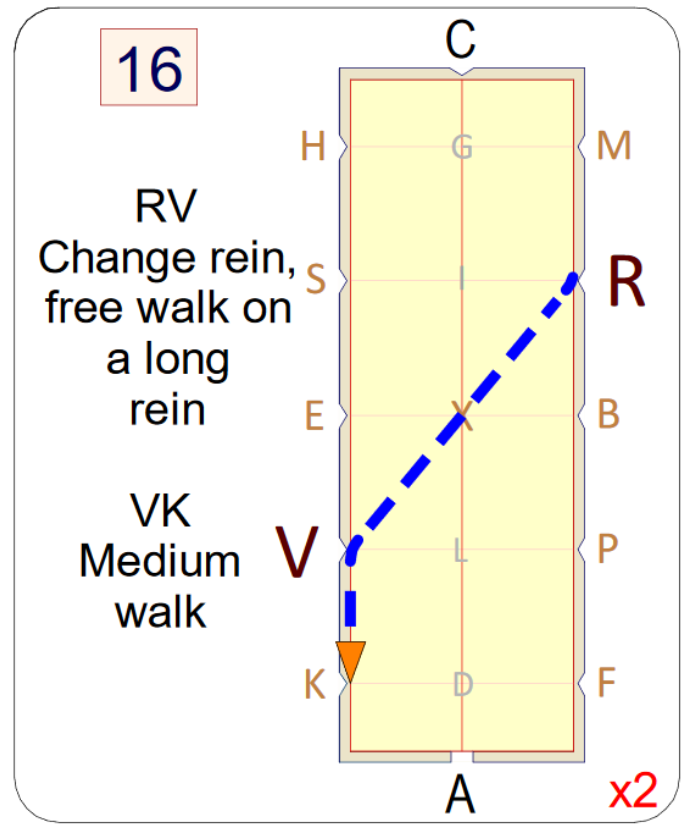 16
C
H G M
RV
Change rein,
free walk on
a long
rein
S I R
E X B
VK
Medium
walk
V L P
K D F
A
x2